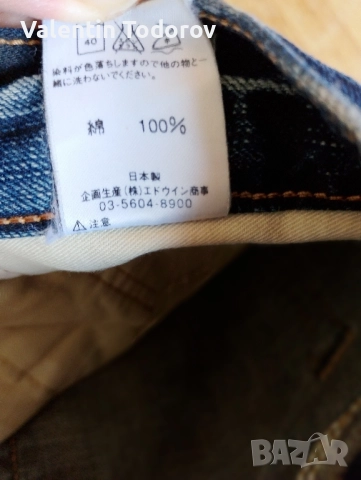 Valentin Todorov
40
染料が色落ちしますので他の物と一
緒に洗わないでください。
綿 100%
日本製
企画生産(株)エドウイン商事
03-5604-8900
⚠注意
BAZAR
bg